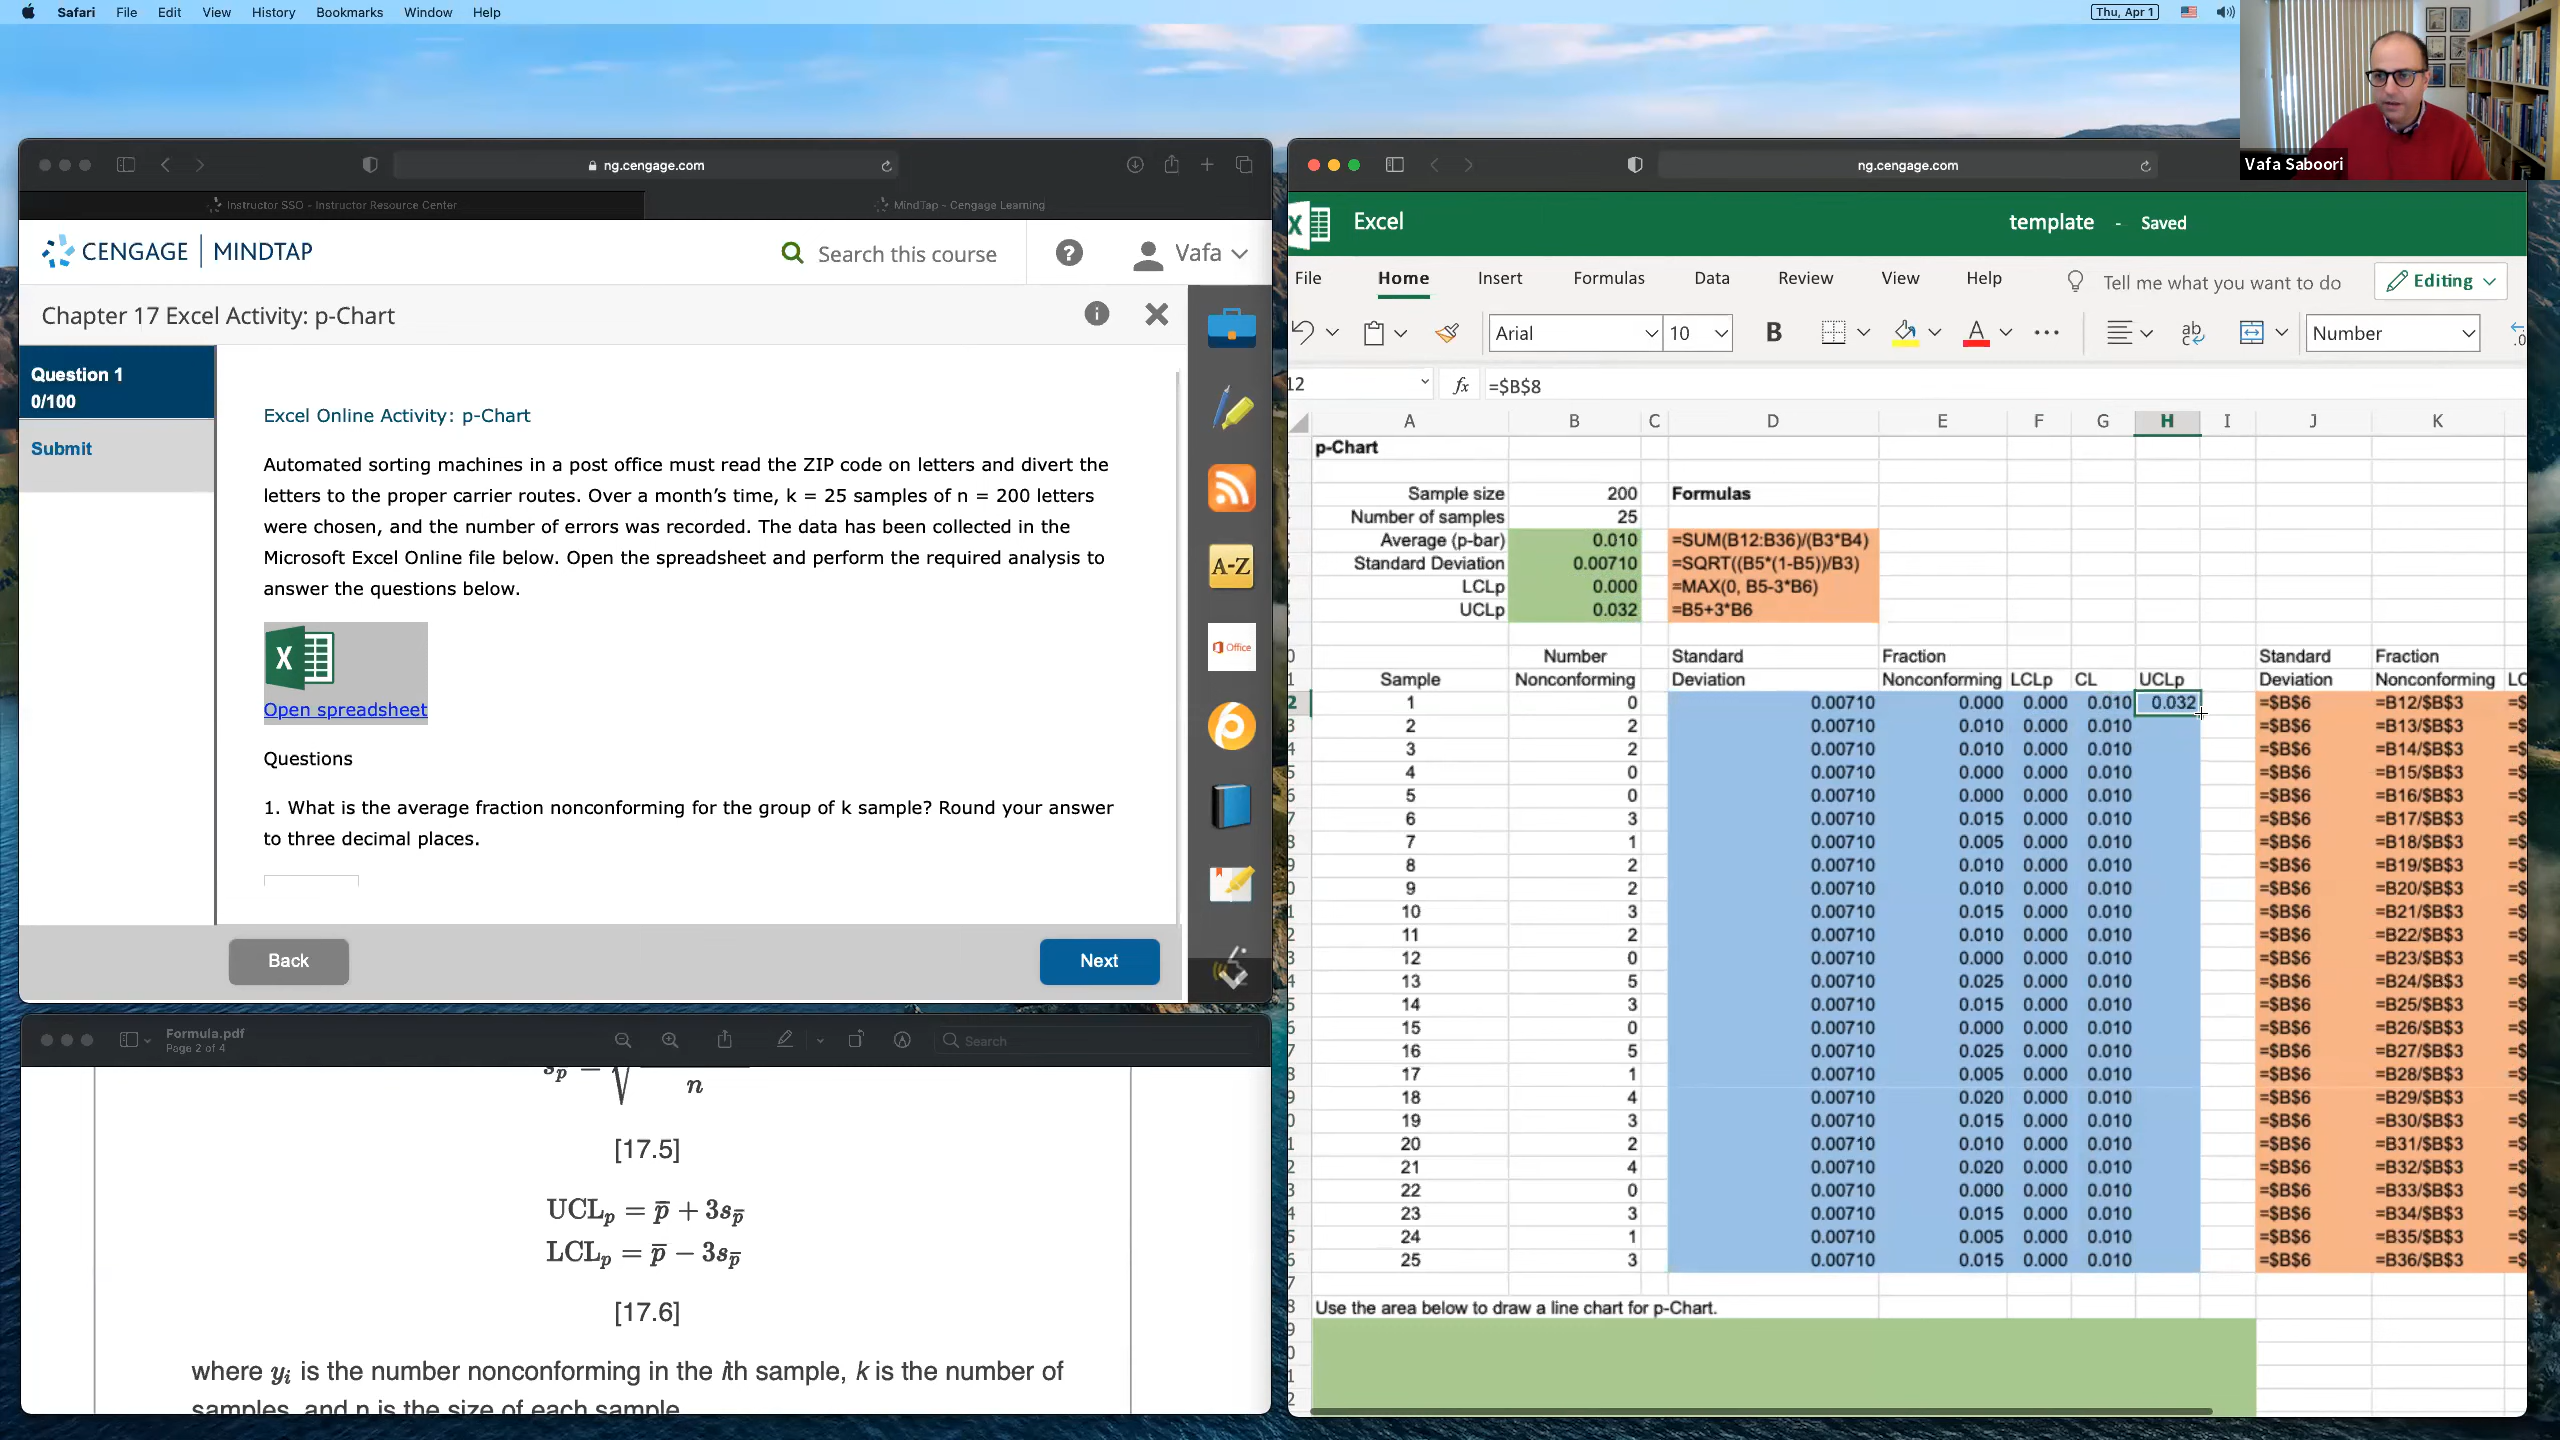 Safari File Edit View History Bookmarks Window Help
Thu, Apr 1
Vafa Saboori
ng.cengage.com
Instructor SSO - Instructor Resource Center
MindTap - Cengage Learning
CENGAGE | MINDTAP
Search this course
?
Vafa
Chapter 17 Excel Activity: p-Chart
Question 1
0/100
Submit
Excel Online Activity: p-Chart
Automated sorting machines in a post office must read the ZIP code on letters and divert the
letters to the proper carrier routes. Over a month's time, k = 25 samples of n = 200 letters
were chosen, and the number of errors was recorded. The data has been collected in the
Microsoft Excel Online file below. Open the spreadsheet and perform the required analysis to
answer the questions below.
X
Open spreadsheet
Questions
1. What is the average fraction nonconforming for the group of k sample? Round your answer
to three decimal places.
Back
Next
A-Z
Office
Formula.pdf
Page 2 of 4
Search
n
[17.5]
UCLp = p̅ + 3sp̅
LCLp = p̅ − 3sp̅
[17.6]
where yi is the number nonconforming in the ith sample, k is the number of
samples, and n is the size of each sample
ng.cengage.com
X Excel
template - Saved
File Home Insert Formulas Data Review View Help
Tell me what you want to do
Editing
Arial 10 B A ab Number
12 fx =$B$8
A B C D E F G H I J K
p-Chart
Sample size 200 Formulas
Number of samples 25
Average (p-bar) 0.010 =SUM(B12:B36)/(B3*B4)
Standard Deviation 0.00710 =SQRT((B5*(1-B5))/B3)
LCLp 0.000 =MAX(0, B5-3*B6)
UCLp 0.032 =B5+3*B6
Number Standard Fraction Standard Fraction
Sample Nonconforming Deviation Nonconforming LCLp CL UCLp Deviation Nonconforming LC
1 0 0.00710 0.000 0.000 0.010 0.032 =$B$6 =B12/$B$3 =$
2 2 0.00710 0.010 0.000 0.010 =$B$6 =B13/$B$3 =$
3 2 0.00710 0.010 0.000 0.010 =$B$6 =B14/$B$3 =$
4 0 0.00710 0.000 0.000 0.010 =$B$6 =B15/$B$3 =$
5 0 0.00710 0.000 0.000 0.010 =$B$6 =B16/$B$3 =$
6 3 0.00710 0.015 0.000 0.010 =$B$6 =B17/$B$3 =$
7 1 0.00710 0.005 0.000 0.010 =$B$6 =B18/$B$3 =$
8 2 0.00710 0.010 0.000 0.010 =$B$6 =B19/$B$3 =$
9 2 0.00710 0.010 0.000 0.010 =$B$6 =B20/$B$3 =$
10 3 0.00710 0.015 0.000 0.010 =$B$6 =B21/$B$3 =$
11 2 0.00710 0.010 0.000 0.010 =$B$6 =B22/$B$3 =$
12 0 0.00710 0.000 0.000 0.010 =$B$6 =B23/$B$3 =$
13 5 0.00710 0.025 0.000 0.010 =$B$6 =B24/$B$3 =$
14 3 0.00710 0.015 0.000 0.010 =$B$6 =B25/$B$3 =$
15 0 0.00710 0.000 0.000 0.010 =$B$6 =B26/$B$3 =$
16 5 0.00710 0.025 0.000 0.010 =$B$6 =B27/$B$3 =$
17 1 0.00710 0.005 0.000 0.010 =$B$6 =B28/$B$3 =$
18 4 0.00710 0.020 0.000 0.010 =$B$6 =B29/$B$3 =$
19 3 0.00710 0.015 0.000 0.010 =$B$6 =B30/$B$3 =$
20 2 0.00710 0.010 0.000 0.010 =$B$6 =B31/$B$3 =$
21 4 0.00710 0.020 0.000 0.010 =$B$6 =B32/$B$3 =$
22 0 0.00710 0.000 0.000 0.010 =$B$6 =B33/$B$3 =$
23 3 0.00710 0.015 0.000 0.010 =$B$6 =B34/$B$3 =$
24 1 0.00710 0.005 0.000 0.010 =$B$6 =B35/$B$3 =$
25 3 0.00710 0.015 0.000 0.010 =$B$6 =B36/$B$3 =$
Use the area below to draw a line chart for p-Chart.